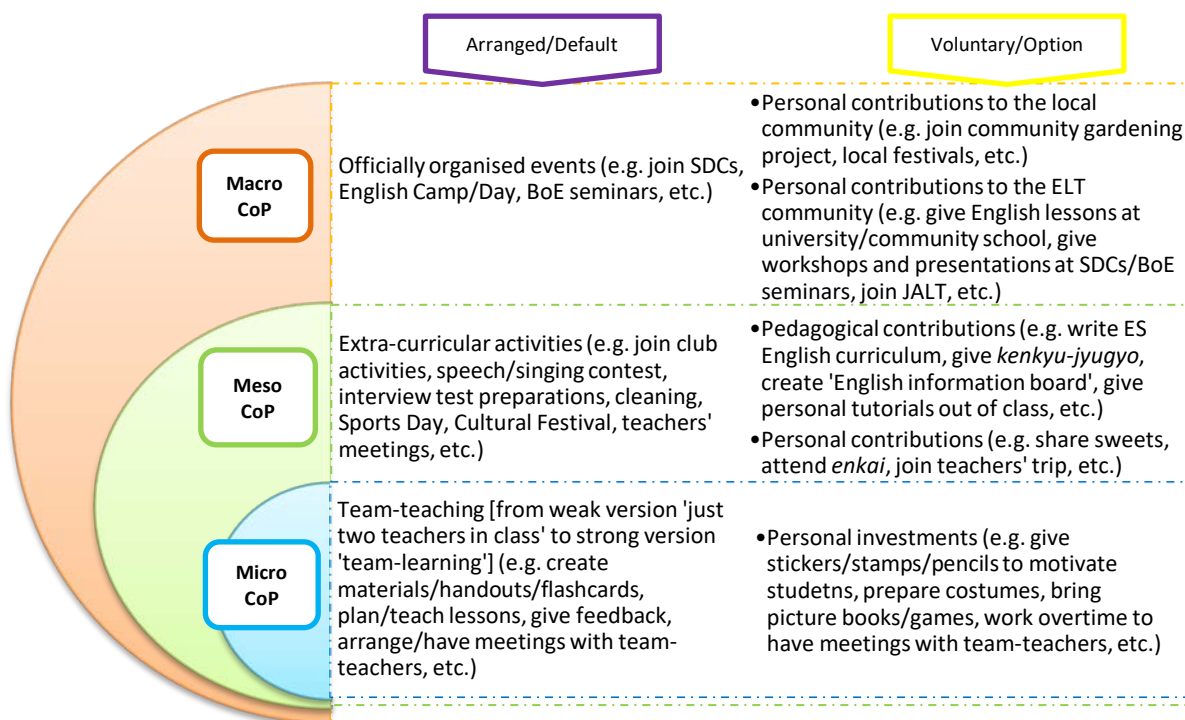 Arranged/Default
Voluntary/Option
Macro
CoP
Officially organised events (e.g. join SDCs,
English Camp/Day, BoE seminars, etc.)
•Personal contributions to the local
community (e.g. join community gardening
project, local festivals, etc.)
•Personal contributions to the ELT
community (e.g. give English lessons at
university/community school, give
workshops and presentations at SDCs/BoE
seminars, join JALT, etc.)
Meso
CoP
Extra-curricular activities (e.g. join club
activities, speech/singing contest,
interview test preparations, cleaning,
Sports Day, Cultural Festival, teachers'
meetings, etc.)
•Pedagogical contributions (e.g. write ES
English curriculum, give kenkyu-jyugyo,
create 'English information board', give
personal tutorials out of class, etc.)
•Personal contributions (e.g. share sweets,
attend enkai, join teachers' trip, etc.)
Micro
CoP
Team-teaching [from weak version 'just
two teachers in class' to strong version
'team-learning'] (e.g. create
materials/handouts/flashcards,
plan/teach lessons, give feedback,
arrange/have meetings with team-
teachers, etc.)
•Personal investments (e.g. give
stickers/stamps/pencils to motivate
studetns, prepare costumes, bring
picture books/games, work overtime to
have meetings with team-teachers, etc.)